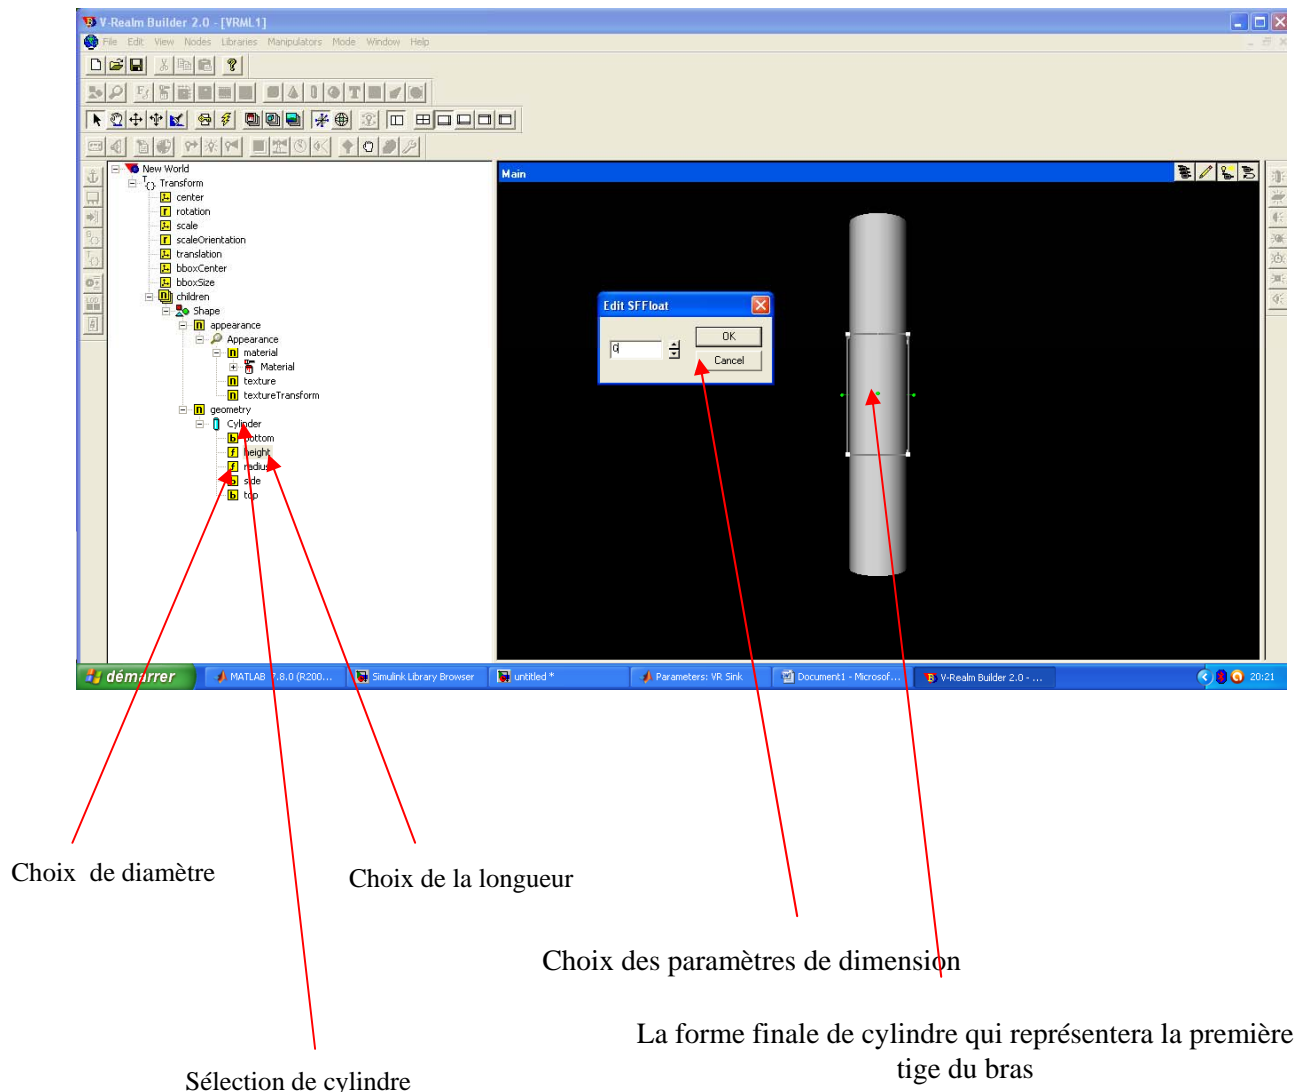 V-Realm Builder 2.0 - [VRML1]
File Edit View Nodes Libraries Manipulators Mode Window Help
New World
Transform
center
rotation
scale
scaleOrientation
translation
bboxCenter
bboxSize
children
Shape
appearance
Appearance
material
Material
texture
textureTransform
geometry
Cylinder
bottom
height
radius
side
top
Main
Edit SFFloat
OK
Cancel
démarrer
MATLAB 7.8.0 (R200...
Simulink Library Browser
untitled *
Parameters: VR Sink
Document1 - Microsof...
V-Realm Builder 2.0 - ...
20:21
Choix de diamètre
Choix de la longueur
Choix des paramètres de dimension
La forme finale de cylindre qui représentera la première
tige du bras
Sélection de cylindre